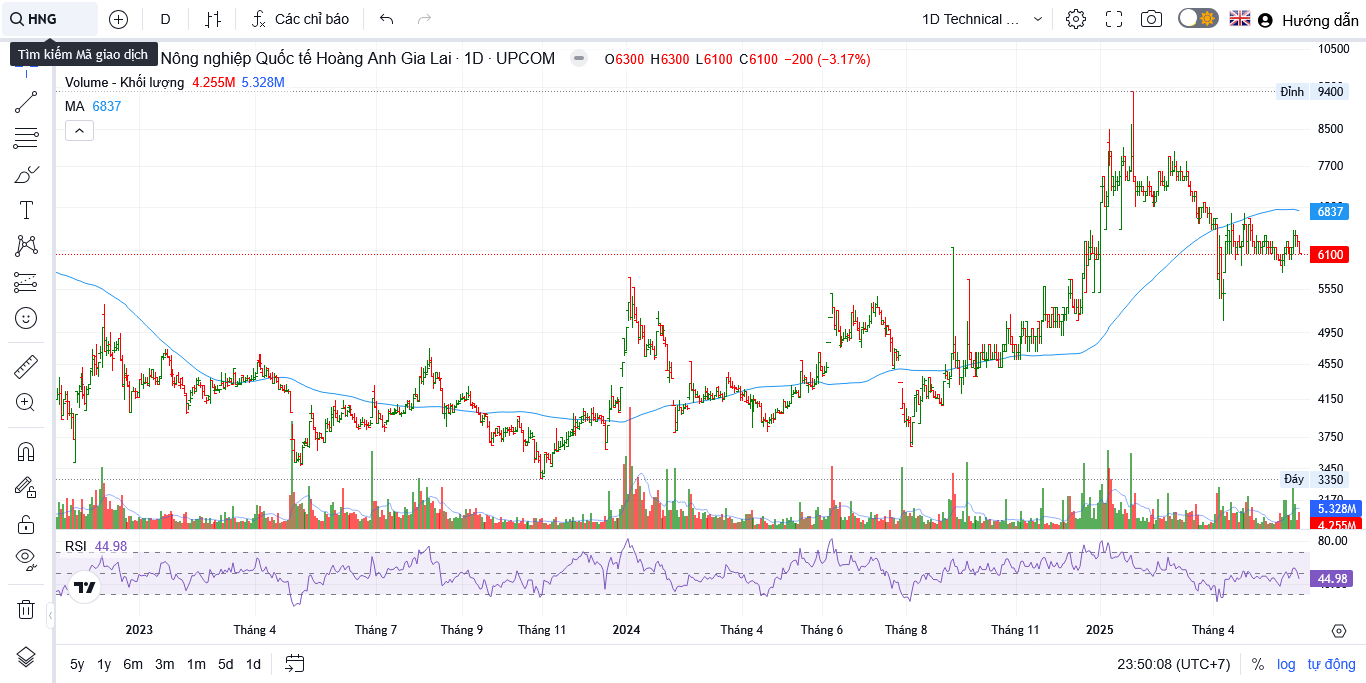 HNG
D
Các chỉ báo
1D Technical ...
Hướng dẫn
Tìm kiếm Mã giao dịch
Nông nghiệp Quốc tế Hoàng Anh Gia Lai · 1D · UPCOM O6300 H6300 L6100 C6100 −200 (−3.17%)
Volume - Khối lượng 4.255M 5.328M
MA 6837
10500
Đỉnh 9400
8500
7700
6837
6100
5550
4950
4550
4150
3750
3450
Đáy 3350
5.328M
4.255M
RSI 44.98
80.00
44.98
2023 Tháng 4 Tháng 7 Tháng 9 Tháng 11 2024 Tháng 4 Tháng 6 Tháng 8 Tháng 11 2025 Tháng 4
5y 1y 6m 3m 1m 5d 1d
23:50:08 (UTC+7) % log tự động